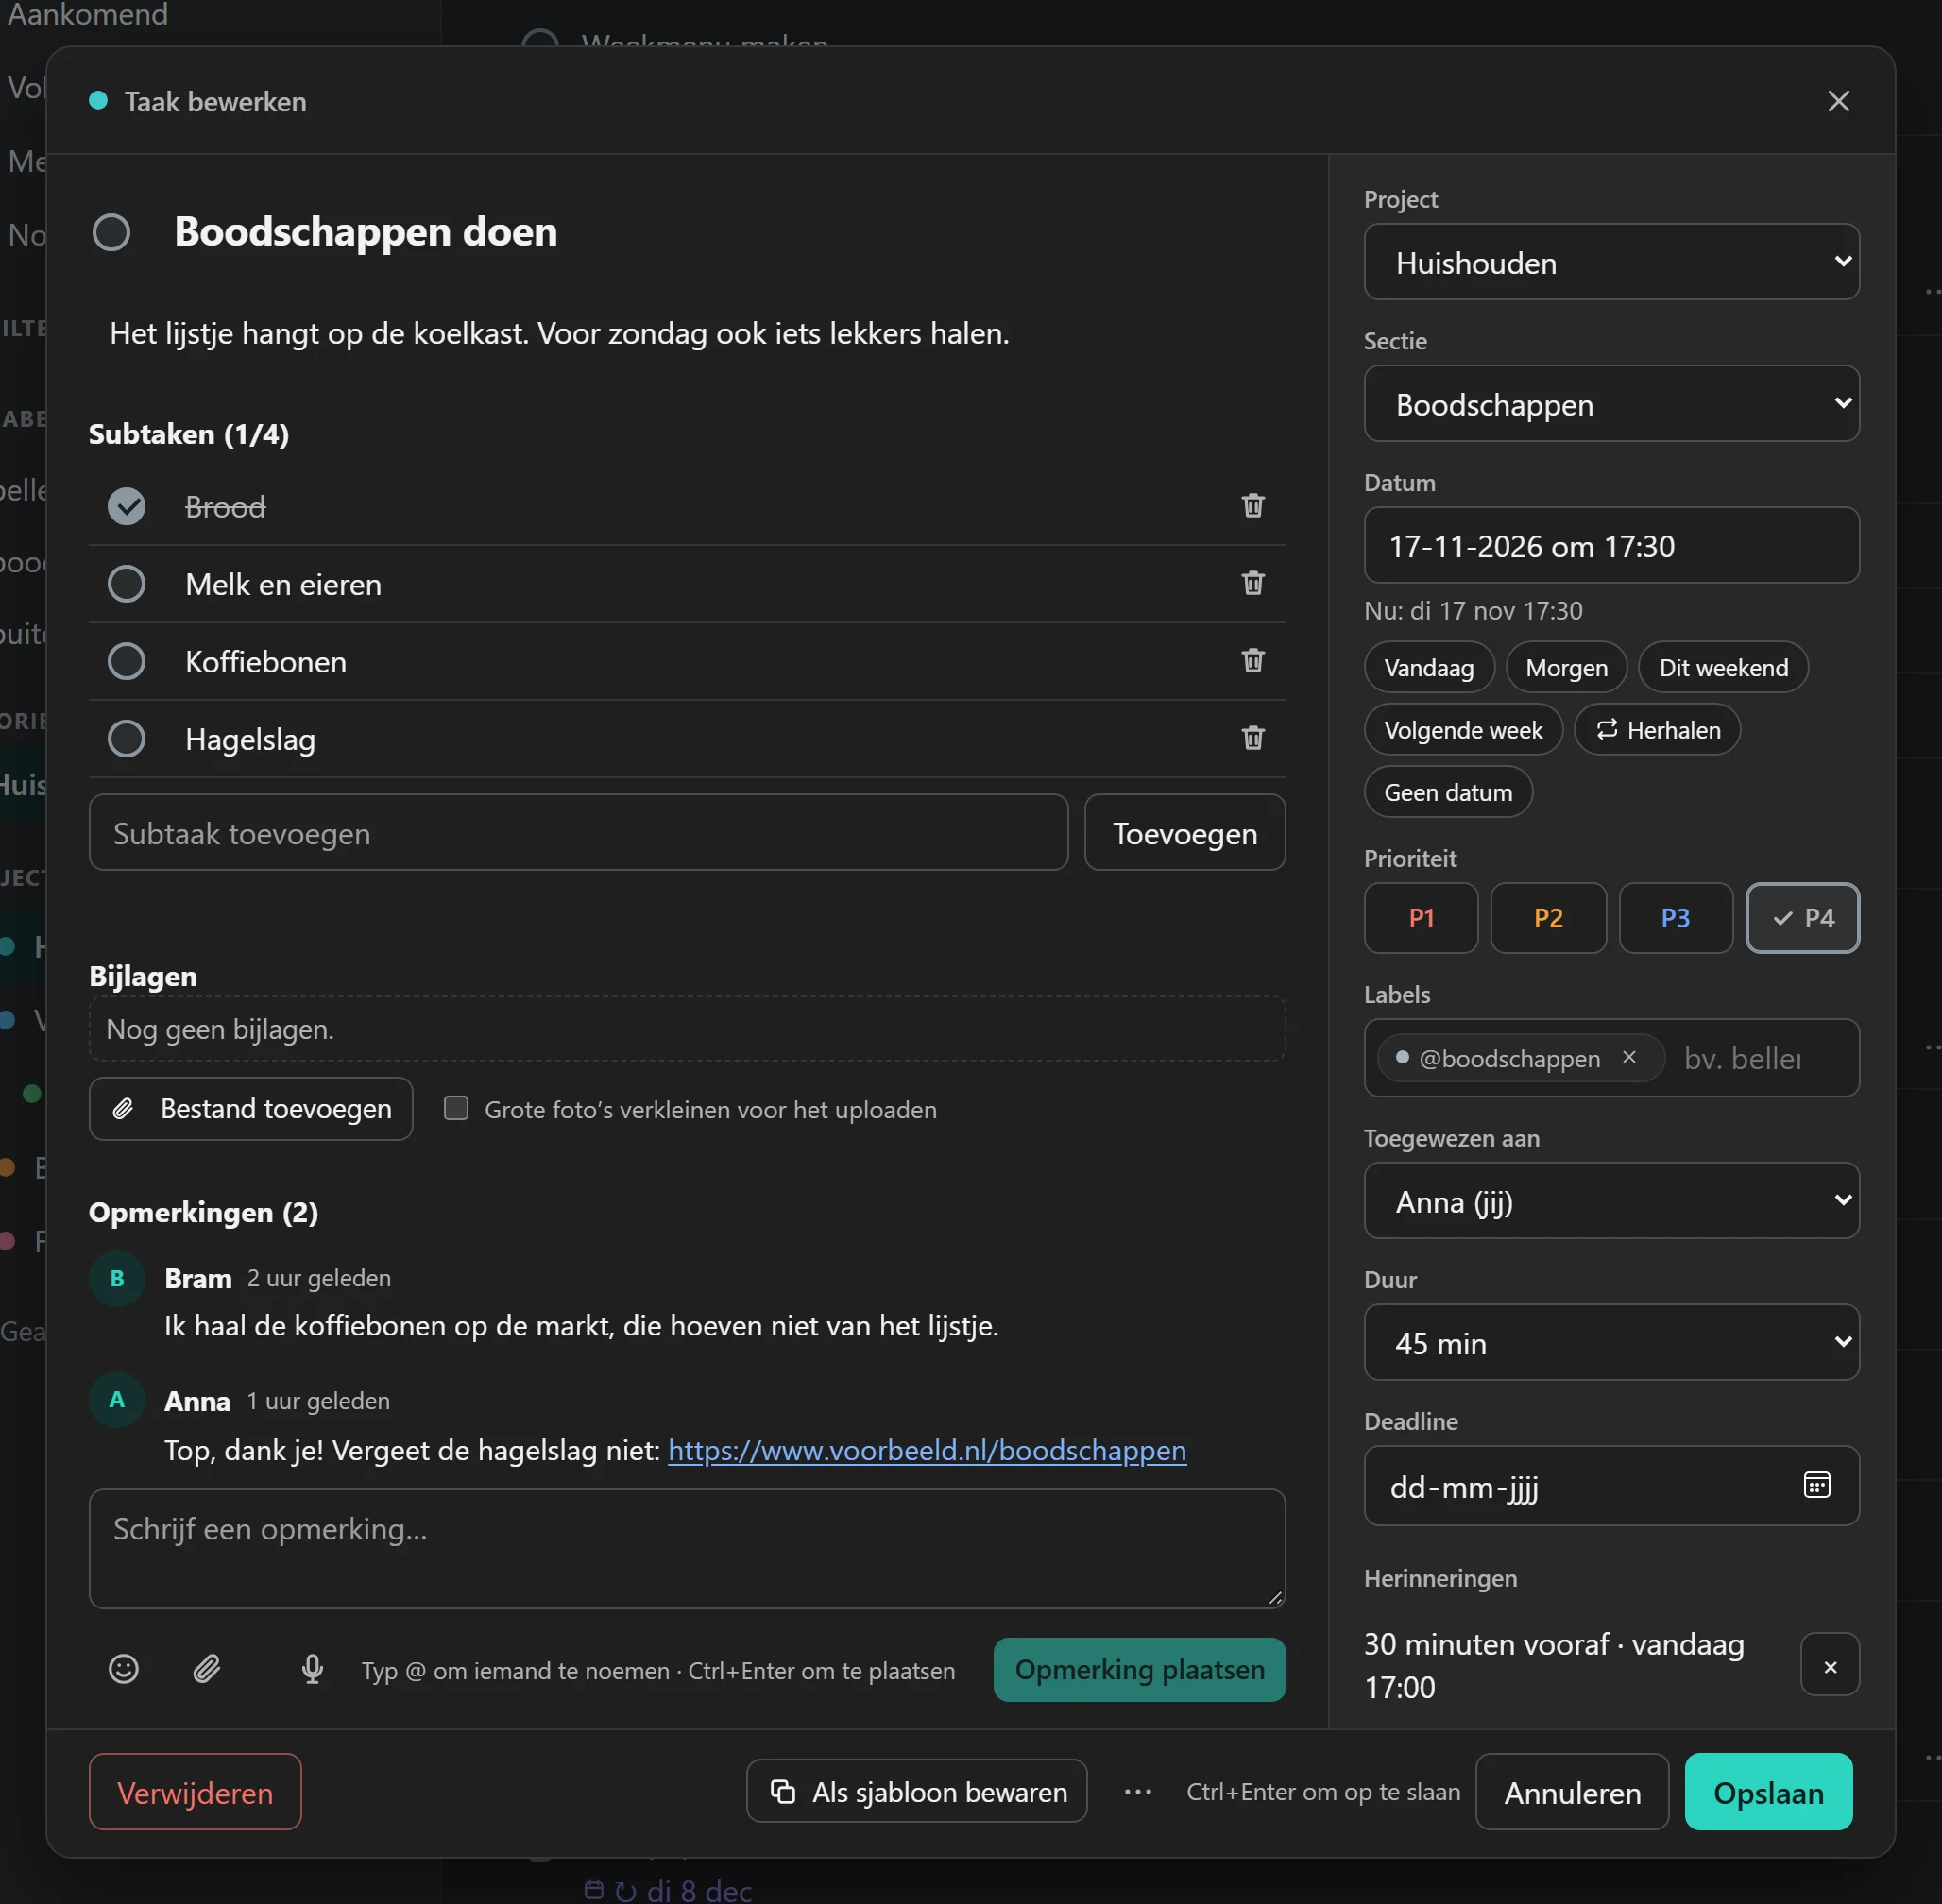 Aankomend
Taak bewerken
Boodschappen doen
Het lijstje hangt op de koelkast. Voor zondag ook iets lekkers halen.
Subtaken (1/4)
Brood
Melk en eieren
Koffiebonen
Hagelslag
Subtaak toevoegen
Toevoegen
Bijlagen
Nog geen bijlagen.
Bestand toevoegen
Grote foto’s verkleinen voor het uploaden
Opmerkingen (2)
B
Bram 2 uur geleden
Ik haal de koffiebonen op de markt, die hoeven niet van het lijstje.
A
Anna 1 uur geleden
Top, dank je! Vergeet de hagelslag niet: https://www.voorbeeld.nl/boodschappen
Schrijf een opmerking...
Typ @ om iemand te noemen · Ctrl+Enter om te plaatsen
Opmerking plaatsen
Project
Huishouden
Sectie
Boodschappen
Datum
17-11-2026 om 17:30
Nu: di 17 nov 17:30
Vandaag Morgen Dit weekend
Volgende week Herhalen
Geen datum
Prioriteit
P1 P2 P3 P4
Labels
@boodschappen × bv. beller
Toegewezen aan
Anna (jij)
Duur
45 min
Deadline
dd-mm-jjjj
Herinneringen
30 minuten vooraf · vandaag
17:00
Verwijderen
Als sjabloon bewaren
Ctrl+Enter om op te slaan
Annuleren
Opslaan
di 8 dec